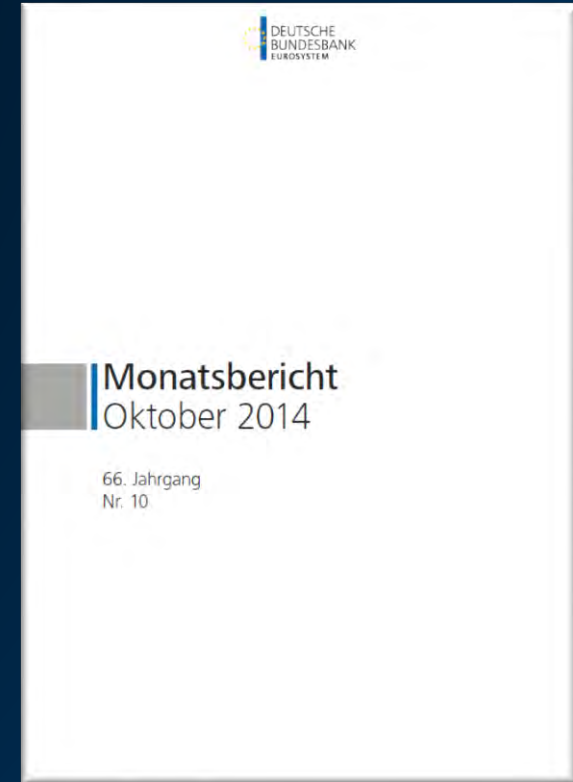 DEUTSCHE
BUNDESBANK
EUROSYSTEM
Monatsbericht
Oktober 2014
66. Jahrgang
Nr. 10